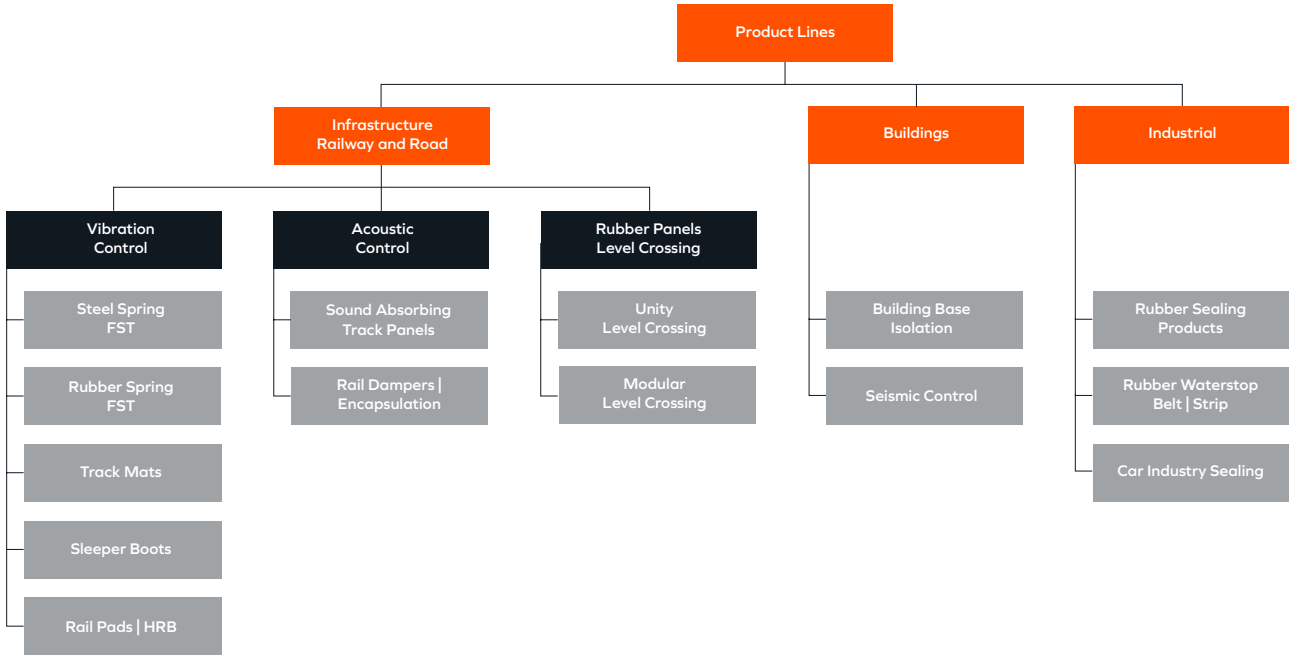 Product Lines
Infrastructure
Railway and Road
Buildings
Industrial
Vibration
Control
Acoustic
Control
Rubber Panels
Level Crossing
Steel Spring
FST
Rubber Spring
FST
Track Mats
Sleeper Boots
Rail Pads | HRB
Sound Absorbing
Track Panels
Rail Dampers |
Encapsulation
Unity
Level Crossing
Modular
Level Crossing
Building Base
Isolation
Seismic Control
Rubber Sealing
Products
Rubber Waterstop
Belt | Strip
Car Industry Sealing